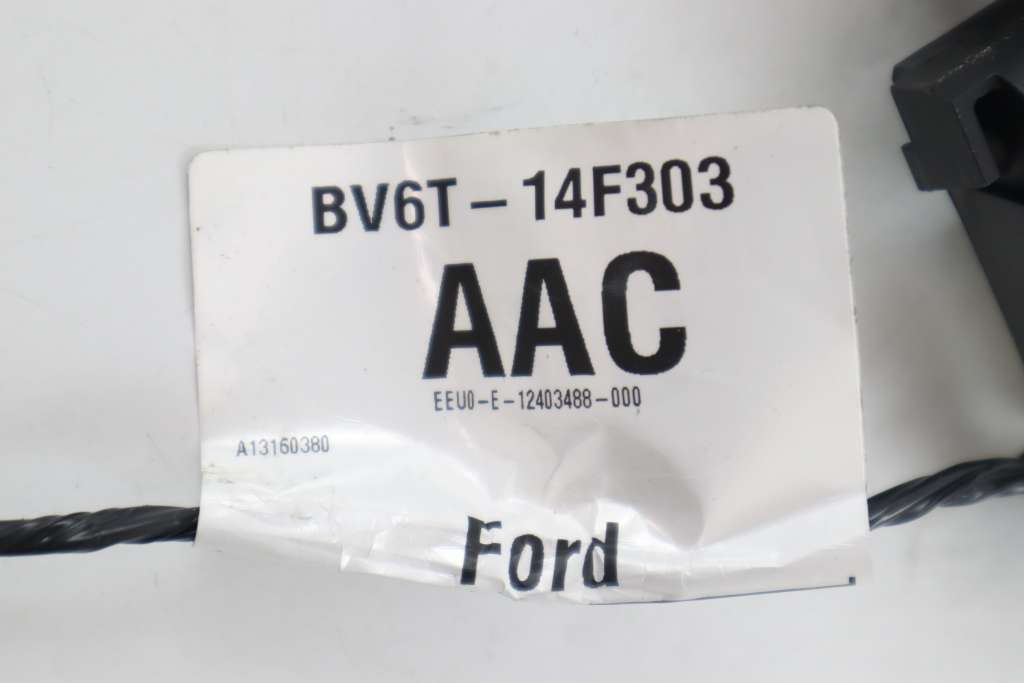 BV6T-14F303
AAC
EEU0-E-12403488-000
A13160380
Ford